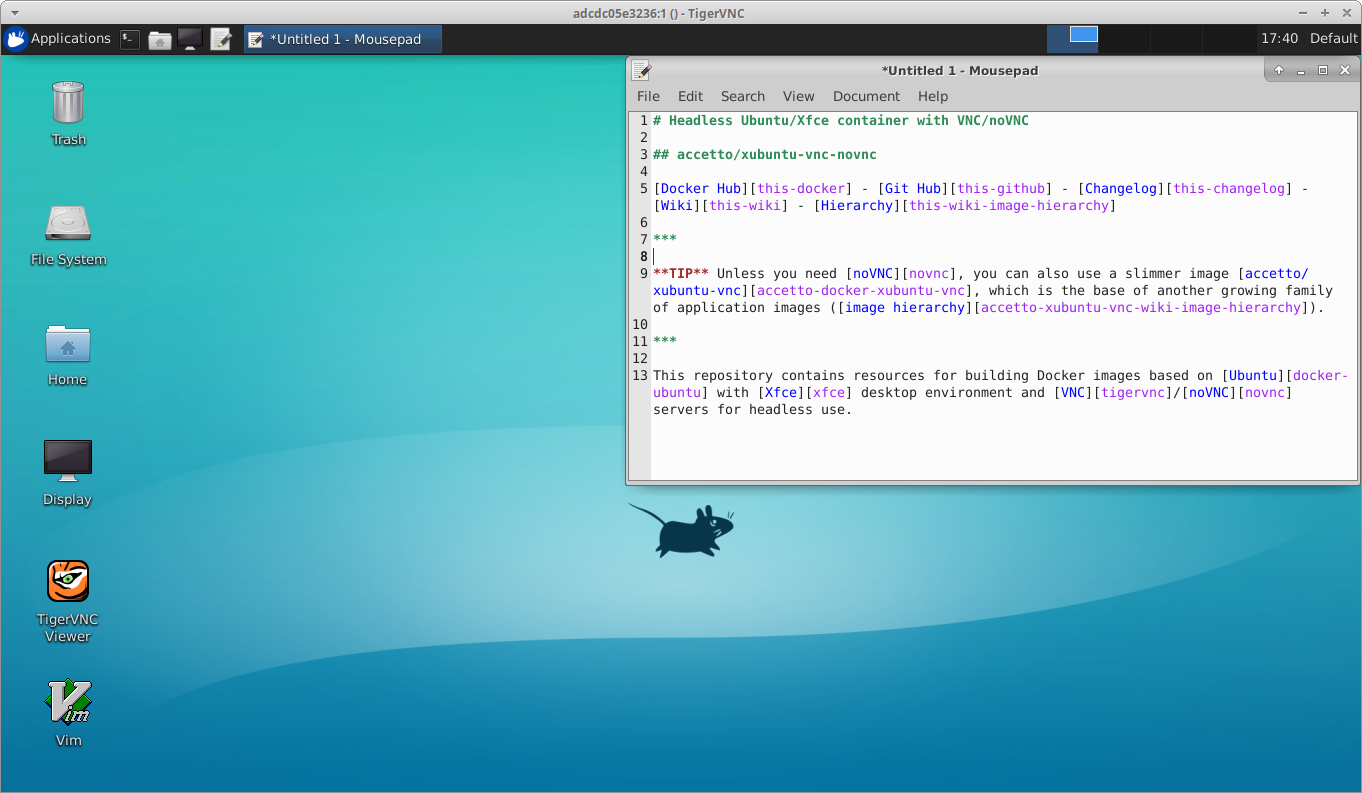 adcdc05e3236:1 () - TigerVNC
Applications
*Untitled 1 - Mousepad
17:40 Default
Trash
File System
Home
Display
TigerVNC
Viewer
Vim
*Untitled 1 - Mousepad
File Edit Search View Document Help
1 # Headless Ubuntu/Xfce container with VNC/noVNC
2
3 ## accetto/xubuntu-vnc-novnc
4
5 [Docker Hub][this-docker] - [Git Hub][this-github] - [Changelog][this-changelog] -
[Wiki][this-wiki] - [Hierarchy][this-wiki-image-hierarchy]
6
7 ***
8
9 **TIP** Unless you need [noVNC][novnc], you can also use a slimmer image [accetto/
xubuntu-vnc][accetto-docker-xubuntu-vnc], which is the base of another growing family
of application images ([image hierarchy][accetto-xubuntu-vnc-wiki-image-hierarchy]).
10
11 ***
12
13 This repository contains resources for building Docker images based on [Ubuntu][docker-
ubuntu] with [Xfce][xfce] desktop environment and [VNC][tigervnc]/[noVNC][novnc]
servers for headless use.